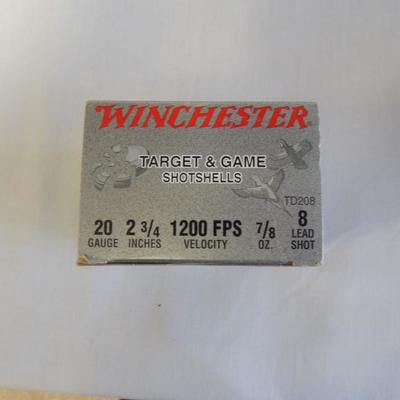 WINCHESTER
TARGET & GAME
SHOTSHELLS
TD208
20 2 3/4 1200 FPS 7/8 8
GAUGE INCHES VELOCITY OZ. LEAD
SHOT